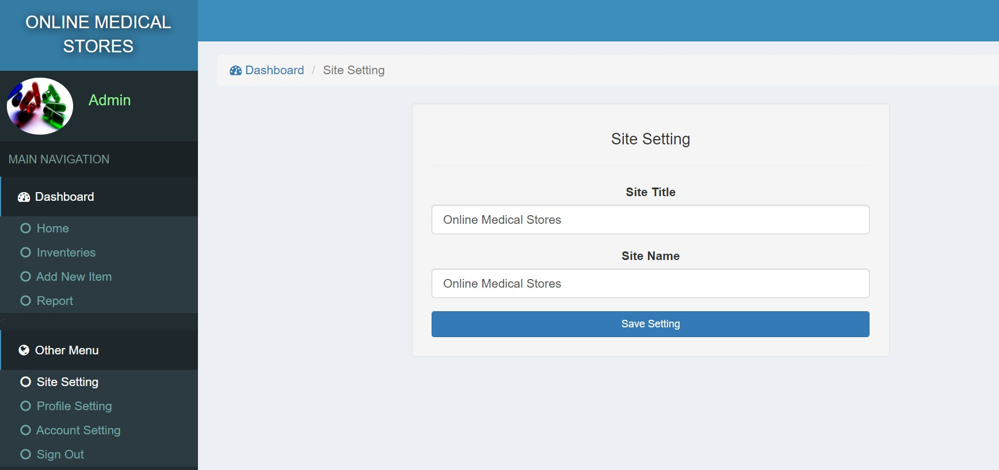 ONLINE MEDICAL
STORES
Admin
MAIN NAVIGATION
Dashboard
Home
Inventeries
Add New Item
Report
<
Other Menu
Site Setting
Profile Setting
Account Setting
Sign Out
Dashboard / Site Setting
Site Setting
Site Title
Online Medical Stores
Site Name
Online Medical Stores
Save Setting